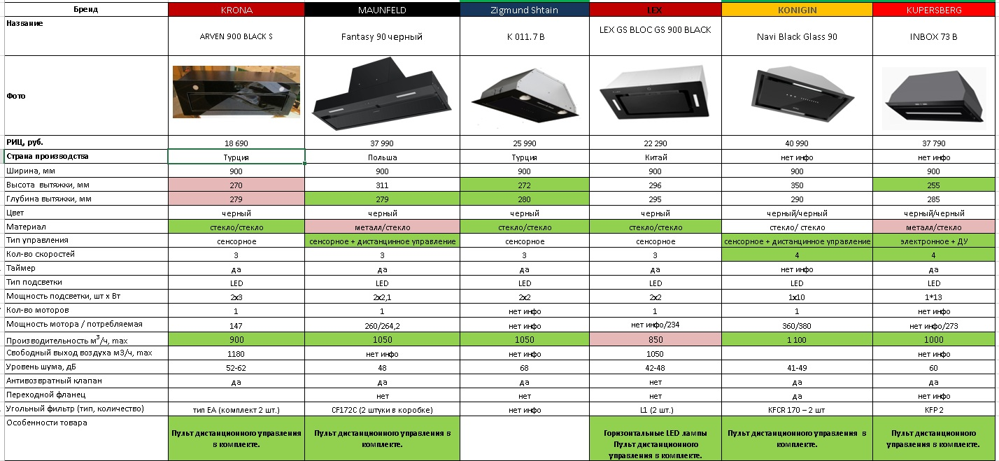 Бренд KRONA MAUNFELD Zigmund Shtain LEX KONIGIN KUPERSBERG
Название ARVEN 900 BLACK S Fantasy 90 черный K 011.7 B LEX GS BLOC GS 900 BLACK Navi Black Glass 90 INBOX 73 B
Фото
РИЦ, руб. 18 690 37 990 25 990 22 290 40 990 37 790
Страна производства Турция Польша Турция Китай нет инфо нет инфо
Ширина, мм 900 900 900 900 900 900
Высота вытяжки, мм 270 311 272 296 350 255
Глубина вытяжки, мм 279 279 280 295 290 285
Цвет черный черный черный черный черный/черный черный/черный
Материал стекло/стекло металл/стекло стекло/стекло стекло/стекло стекло/ стекло металл/стекло
Тип управления сенсорное сенсорное + дистанцинное управление сенсорное сенсорное сенсорное + дистанцинное управление электронное + ДУ
Кол-во скоростей 3 3 3 3 4 4
Таймер да да да да нет инфо да
Тип подсветки LED LED LED LED LED LED
Мощность подсветки, шт х Вт 2х3 2х2,1 2х2 2х2 1х10 1*13
Кол-во моторов 1 1 нет инфо 1 1 нет инфо
Мощность мотора / потребляемая 147 260/264,2 нет инфо нет инфо/234 360/380 нет инфо/273
Производительность м³/ч, max 900 1050 1050 850 1 100 1000
Свободный выход воздуха м3/ч, max 1180 нет инфо нет инфо 1050 нет инфо
Уровень шума, дБ 52-62 48 68 42-48 41-49 60
Антивозвратный клапан да да да нет да да
Переходной фланец нет нет нет да нет инфо
Угольный фильтр (тип, количество) тип EA (комплект 2 шт.) CF172C (2 штуки в коробке) нет инфо L1 (2 шт.) KFCR 170 – 2 шт KFP 2
Особенности товара
Пульт дистанционного управления
в комплекте.
Пульт дистанционного управления в
комплекте.
Горизонтальные LED лампы
Пульт дистанционного
управления в комплекте.
Пульт дистанционного управления в
комплекте.
Пульт дистанционного
управления в комплекте.